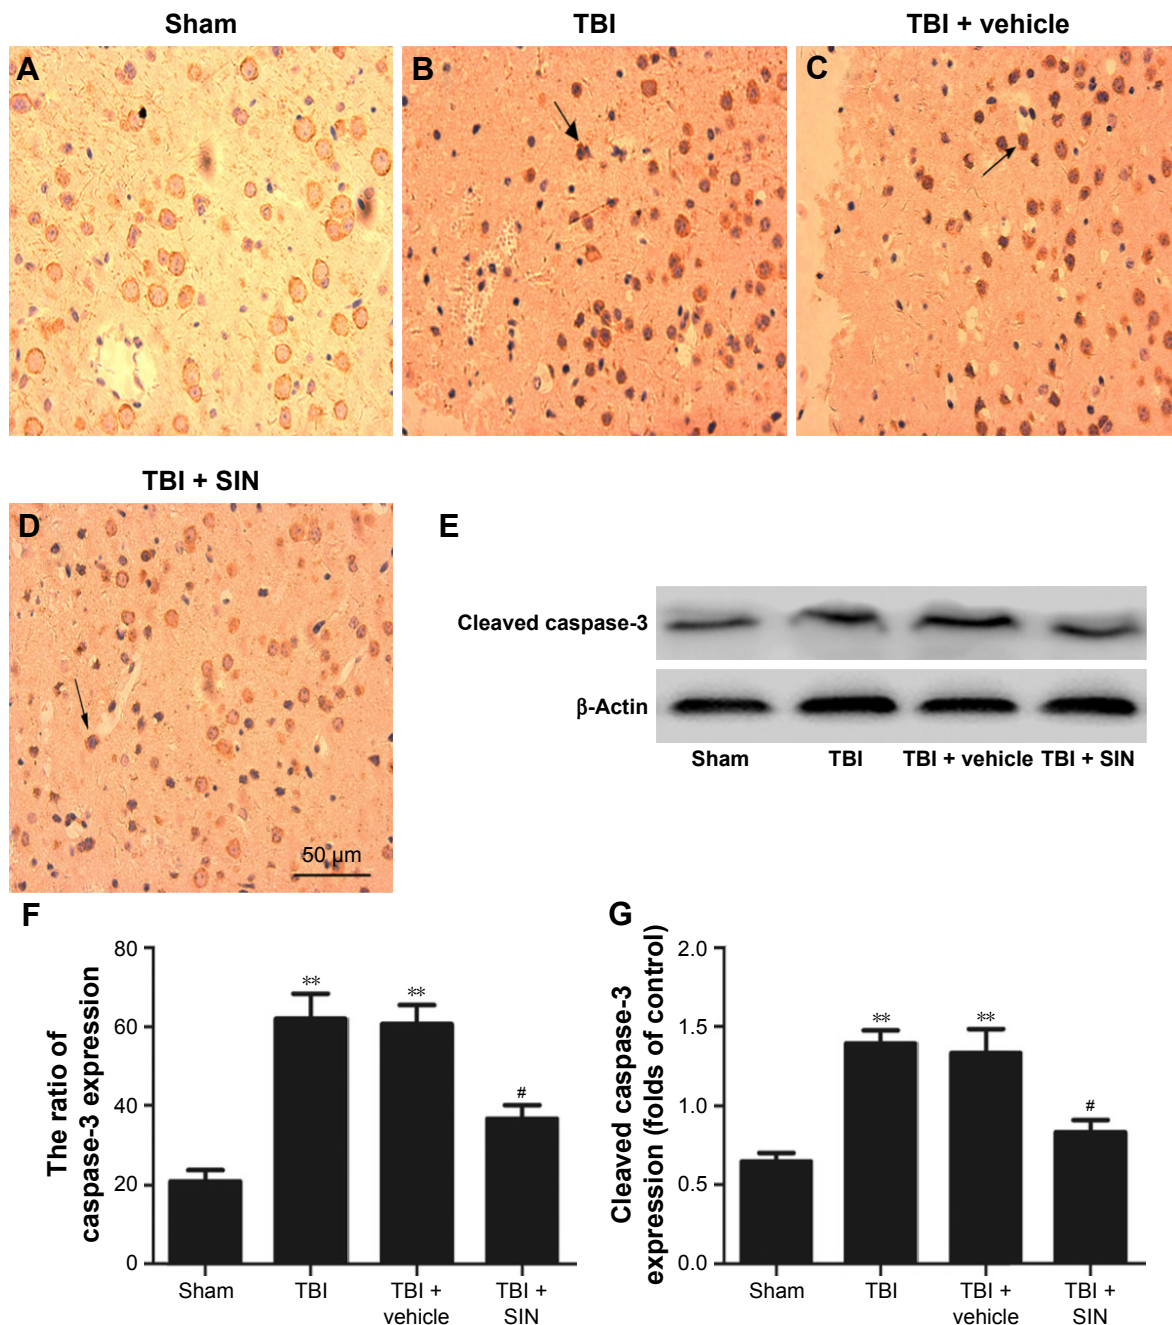 Sham
TBI
TBI + vehicle
A
B
C
TBI + SIN
D
50 µm
E
Cleaved caspase-3
β-Actin
Sham
TBI
TBI + vehicle
TBI + SIN
F
The ratio of
caspase-3 expression
80
60
40
20
0
**
**
#
Sham
TBI
TBI +
vehicle
TBI +
SIN
G
Cleaved caspase-3
expression (folds of control)
2.0
1.5
1.0
0.5
0.0
**
**
#
Sham
TBI
TBI +
vehicle
TBI +
SIN